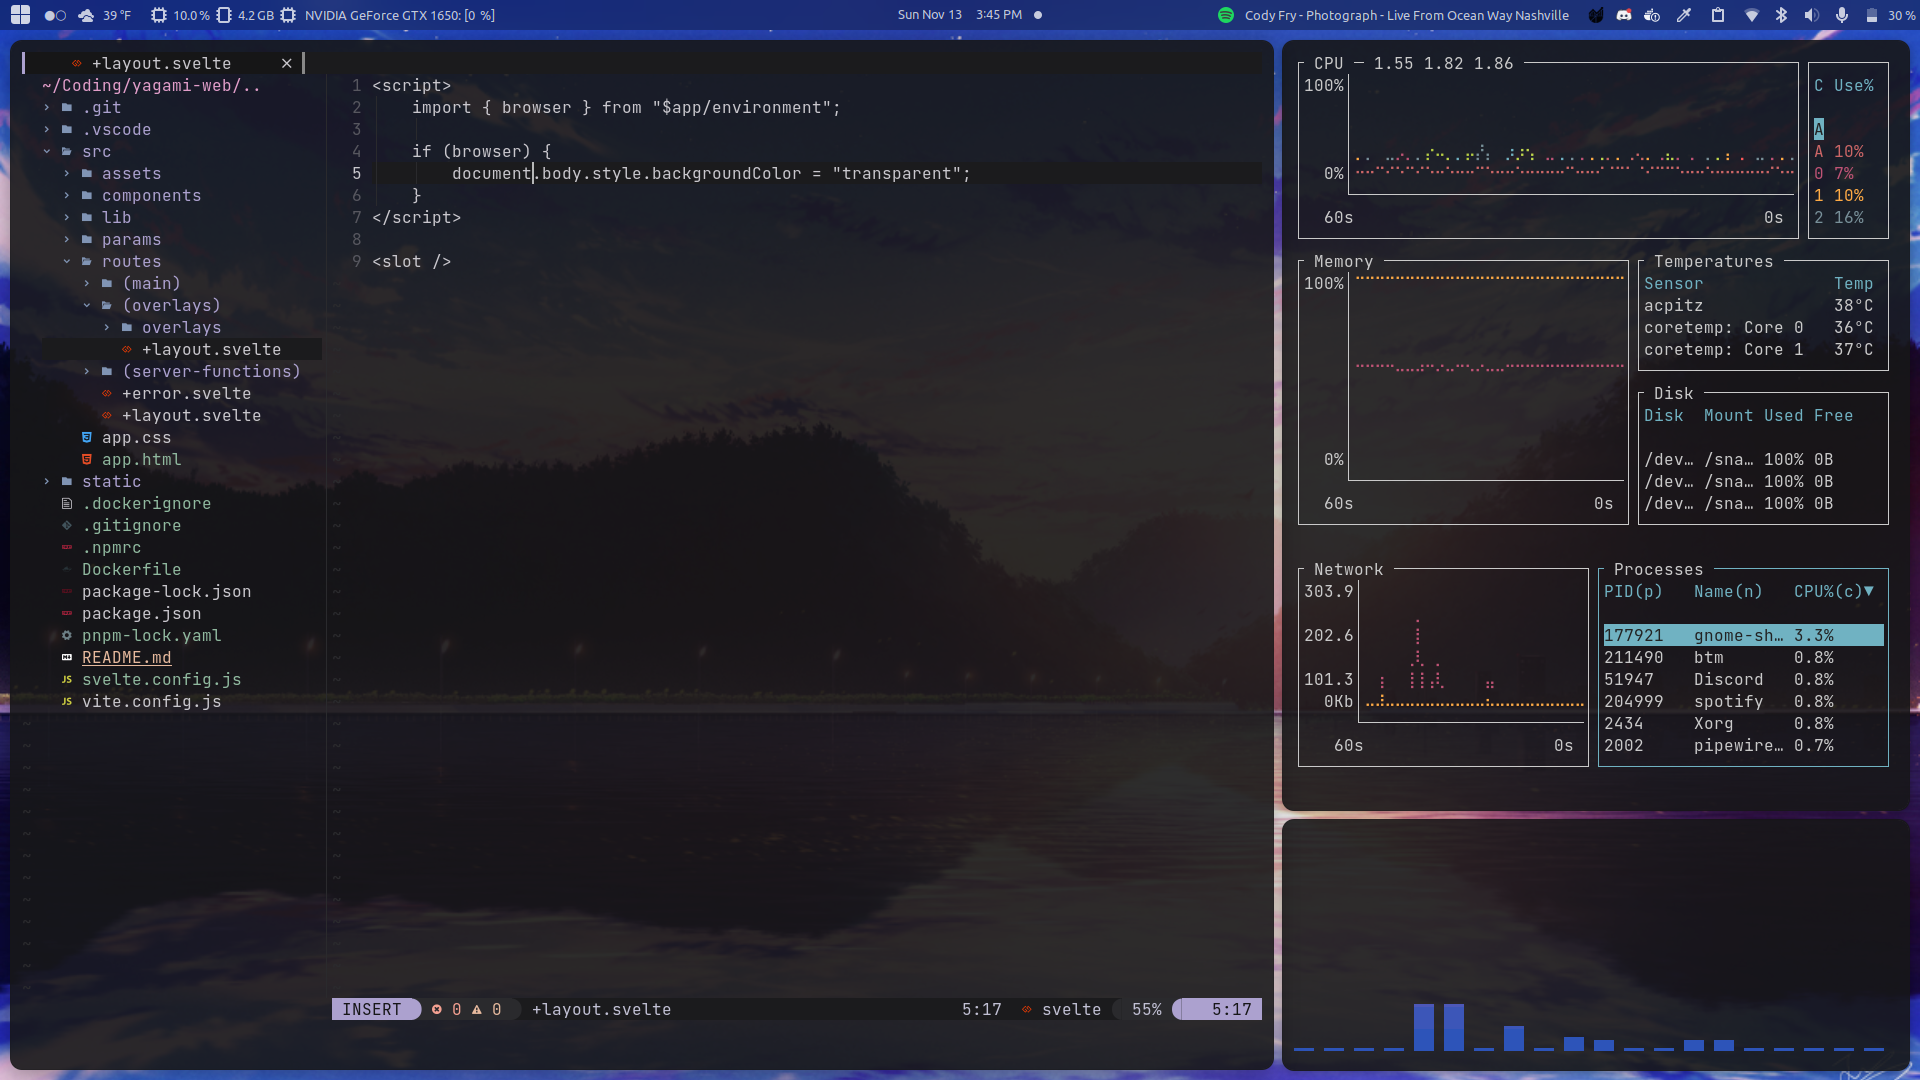 39 °F 10.0 % 4.2 GB NVIDIA GeForce GTX 1650: [0 %]
Sun Nov 13 3:45 PM
Cody Fry - Photograph - Live From Ocean Way Nashville
30 %
+layout.svelte
~/Coding/yagami-web/..
.git
.vscode
src
assets
components
lib
params
routes
(main)
(overlays)
overlays
+layout.svelte
(server-functions)
+error.svelte
+layout.svelte
app.css
app.html
static
.dockerignore
.gitignore
.npmrc
Dockerfile
package-lock.json
package.json
pnpm-lock.yaml
README.md
JS svelte.config.js
JS vite.config.js
1 <script>
2 import { browser } from "$app/environment";
3
4 if (browser) {
5 document.body.style.backgroundColor = "transparent";
6 }
7 </script>
8
9 <slot />
INSERT 0 0 +layout.svelte 5:17 svelte 55% 5:17
CPU — 1.55 1.82 1.86
100%
0%
60s 0s
C Use%
A
A 10%
0 7%
1 10%
2 16%
Memory
100%
0%
60s 0s
Temperatures
Sensor Temp
acpitz 38°C
coretemp: Core 0 36°C
coretemp: Core 1 37°C
Disk
Disk Mount Used Free
/dev… /sna… 100% 0B
/dev… /sna… 100% 0B
/dev… /sna… 100% 0B
Network
303.9
202.6
101.3
0Kb
60s 0s
Processes
PID(p) Name(n) CPU%(c)▼
177921 gnome-sh… 3.3%
211490 btm 0.8%
51947 Discord 0.8%
204999 spotify 0.8%
2434 Xorg 0.8%
2002 pipewire… 0.7%